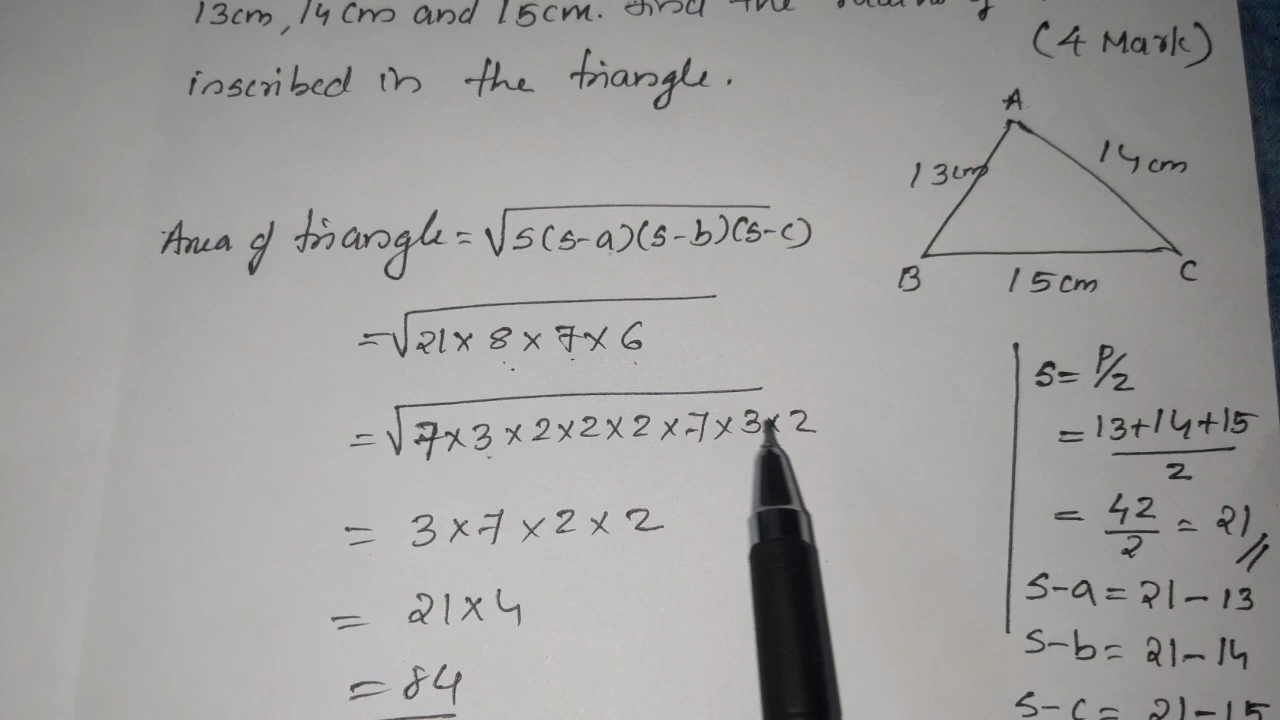 13cm, 14cm and 15cm. find the
(4 Mark)
inscribed in the triangle.
A
13cm
14cm
B
15cm
C
Area of triangle = √s(s-a)(s-b)(s-c)
= √21 x 8 x 7 x 6
= √7 x 3 x 2 x 2 x 2 x 7 x 3 x 2
= 3 x 7 x 2 x 2
= 21 x 4
= 84
s = P/2
= 13+14+15
2
= 42/2 = 21//
s-a = 21-13
s-b = 21-14
s-c = 21-15